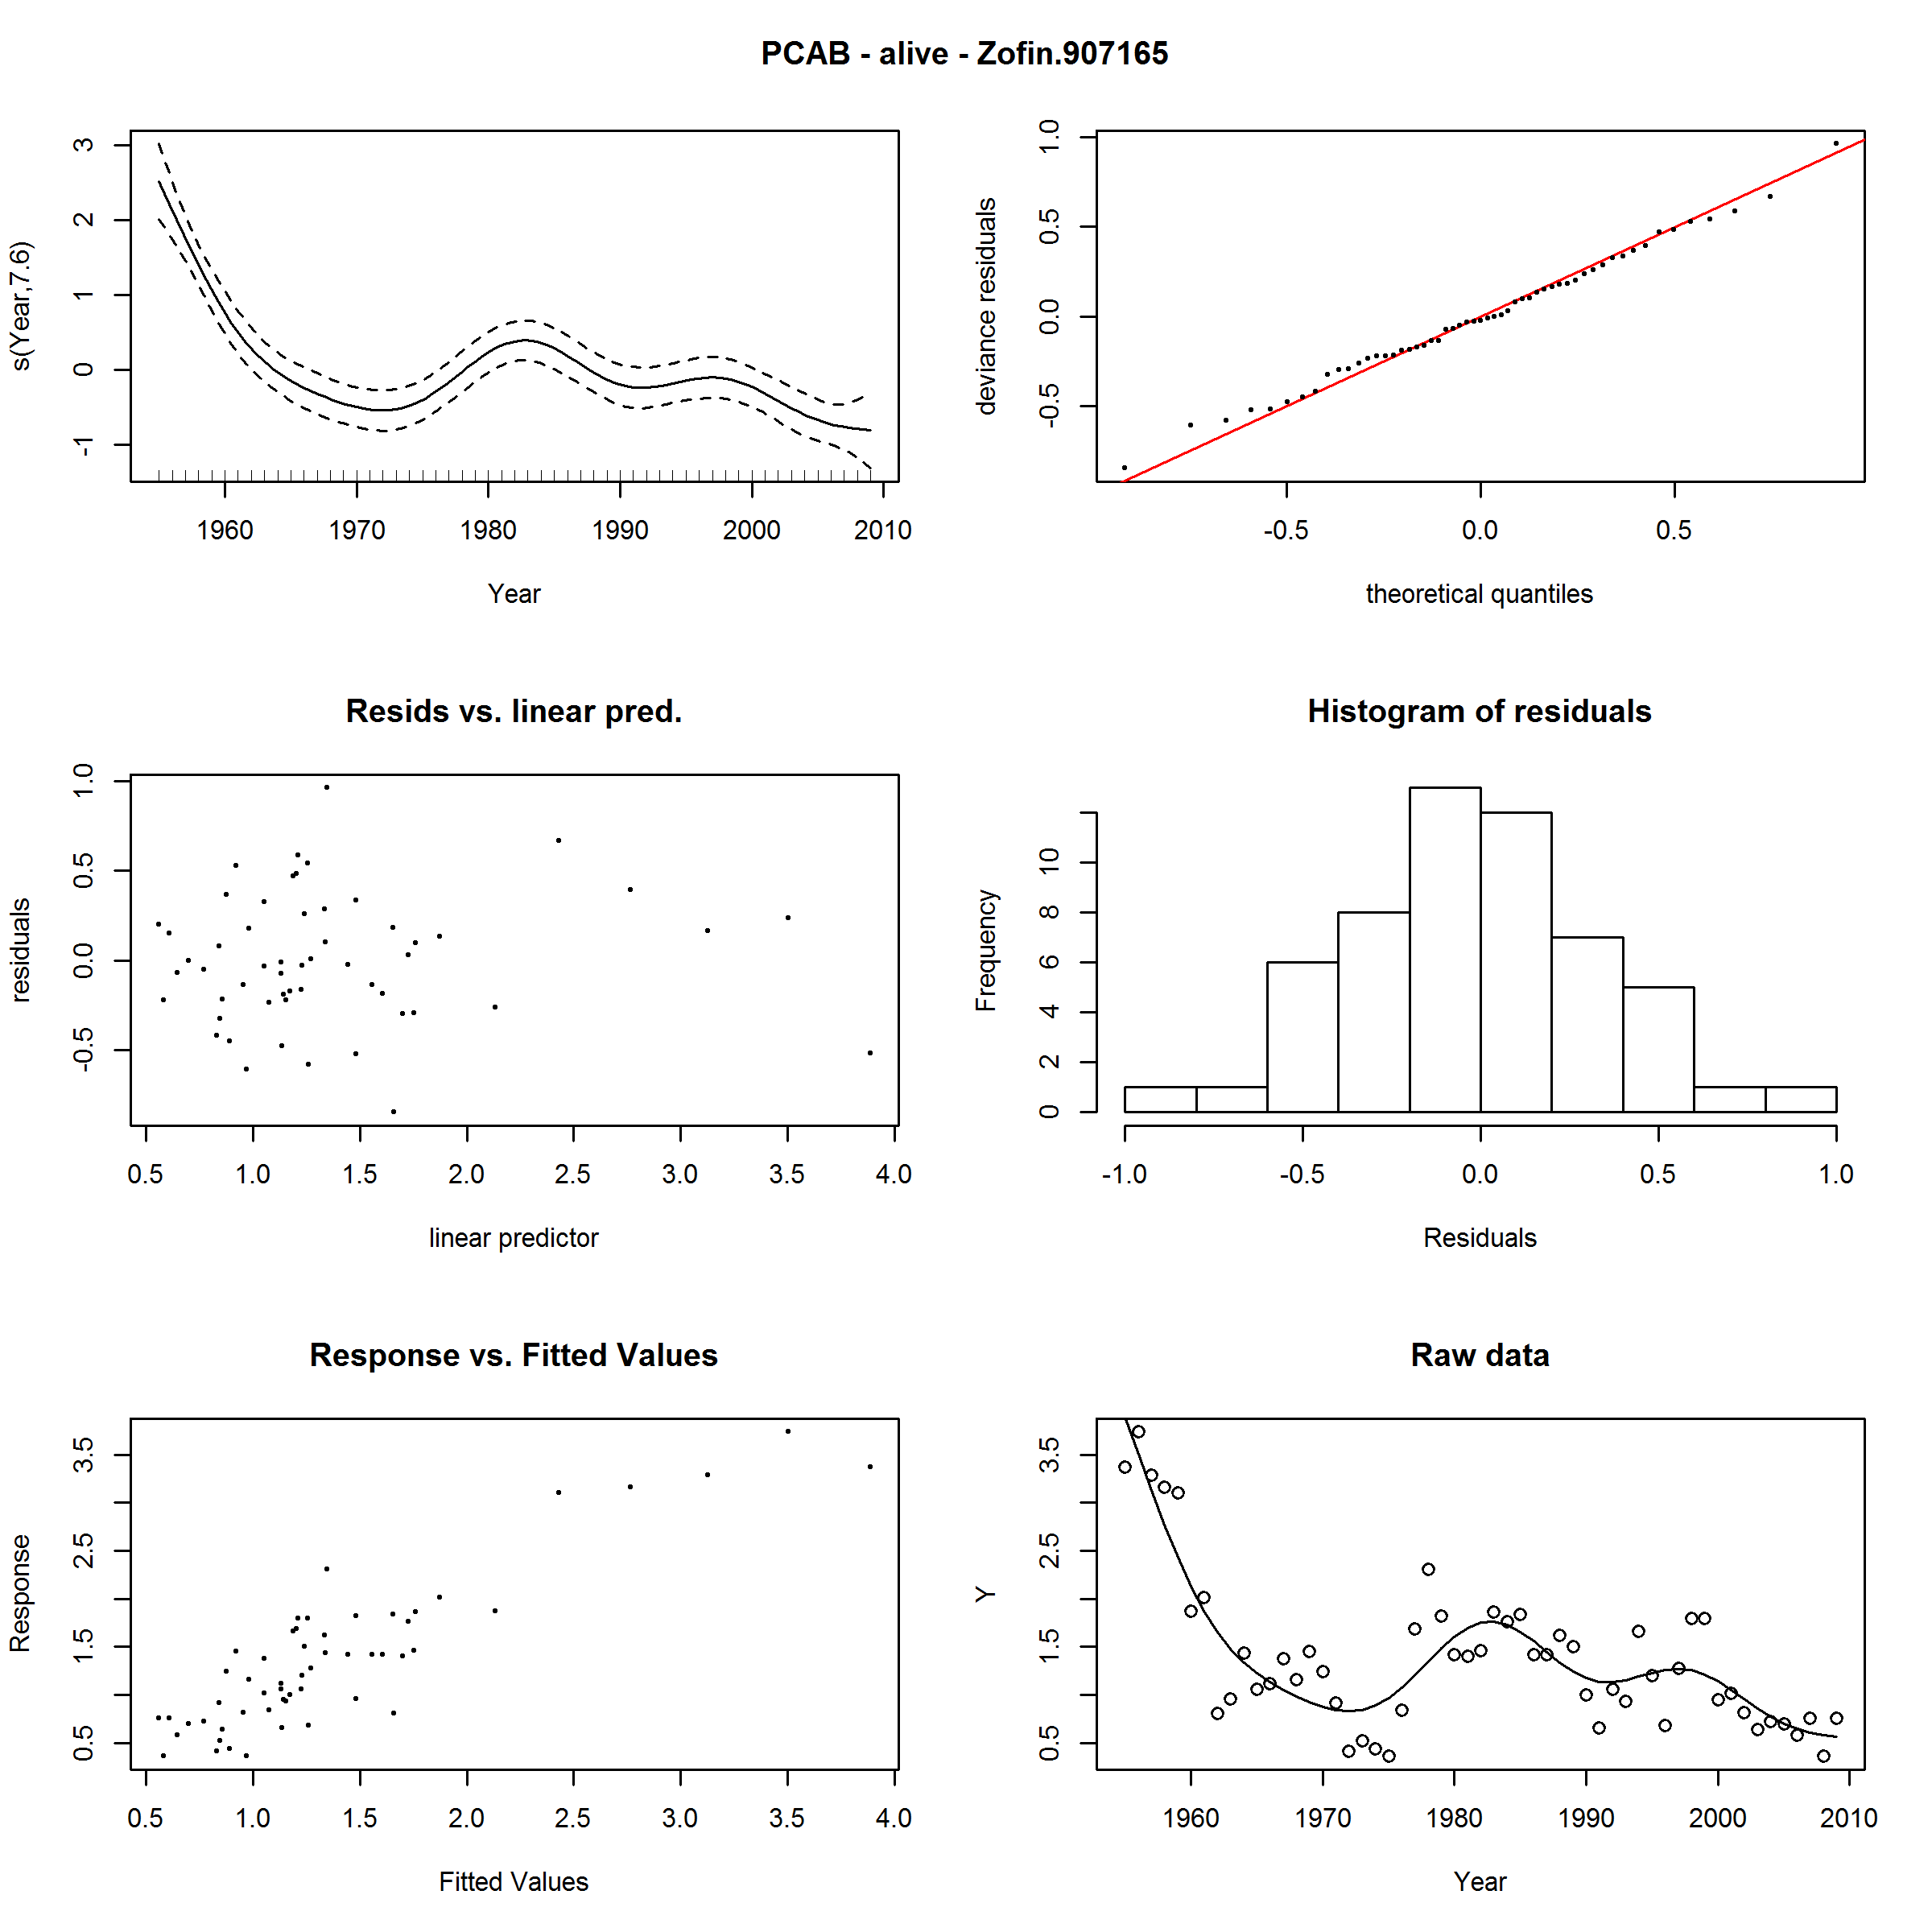 PCAB - alive - Zofin.907165
s(Year,7.6)
-1 0 1 2 3
1960 1970 1980 1990 2000 2010
Year
deviance residuals
-0.5 0.0 0.5 1.0
-0.5 0.0 0.5
theoretical quantiles
Resids vs. linear pred.
residuals
-0.5 0.0 0.5 1.0
0.5 1.0 1.5 2.0 2.5 3.0 3.5 4.0
linear predictor
Histogram of residuals
Frequency
0 2 4 6 8 10
-1.0 -0.5 0.0 0.5 1.0
Residuals
Response vs. Fitted Values
Response
0.5 1.5 2.5 3.5
0.5 1.0 1.5 2.0 2.5 3.0 3.5 4.0
Fitted Values
Raw data
Y
0.5 1.5 2.5 3.5
1960 1970 1980 1990 2000 2010
Year